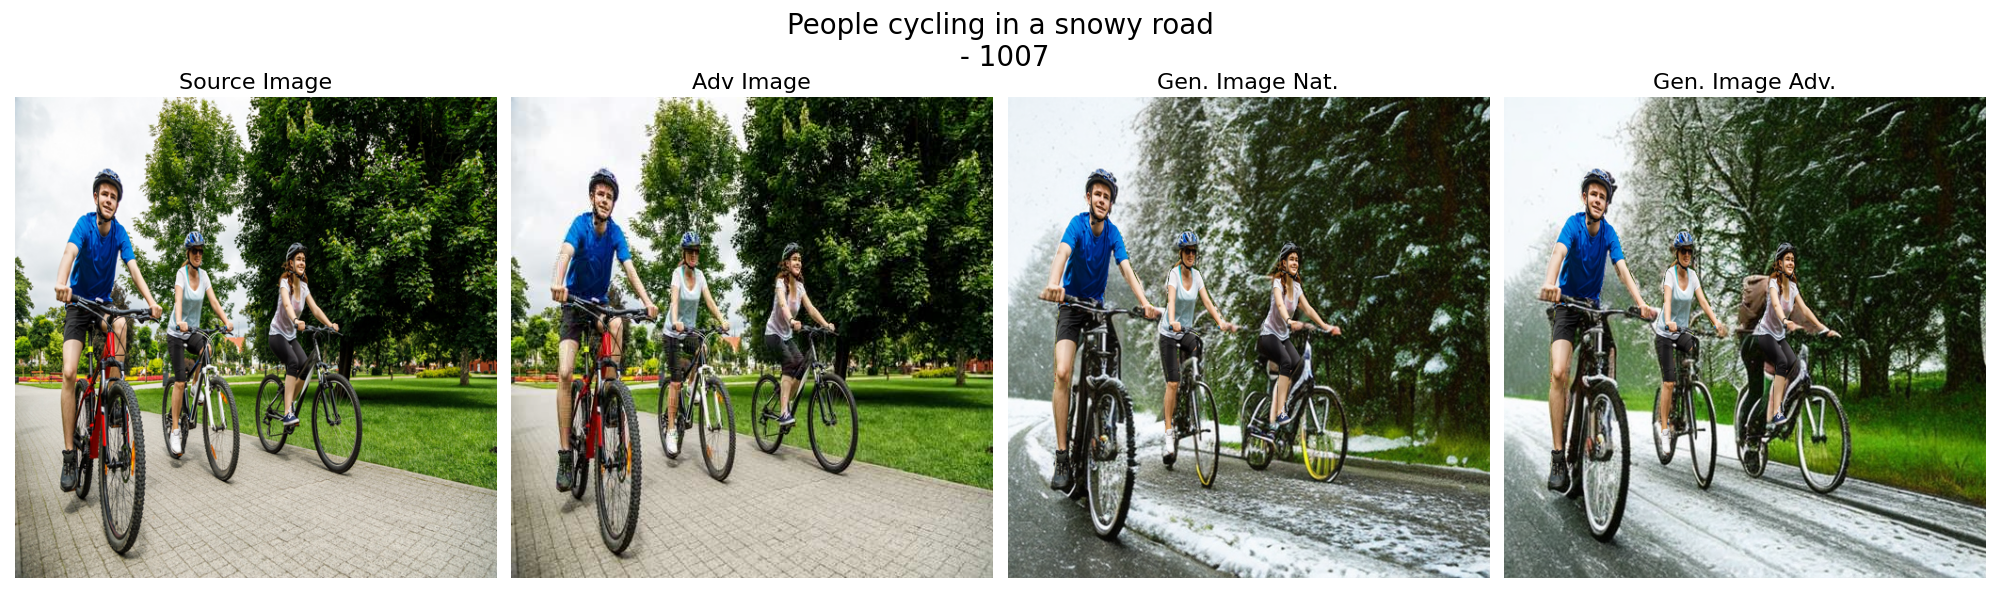 People cycling in a snowy road
- 1007
Source Image
Adv Image
Gen. Image Nat.
Gen. Image Adv.